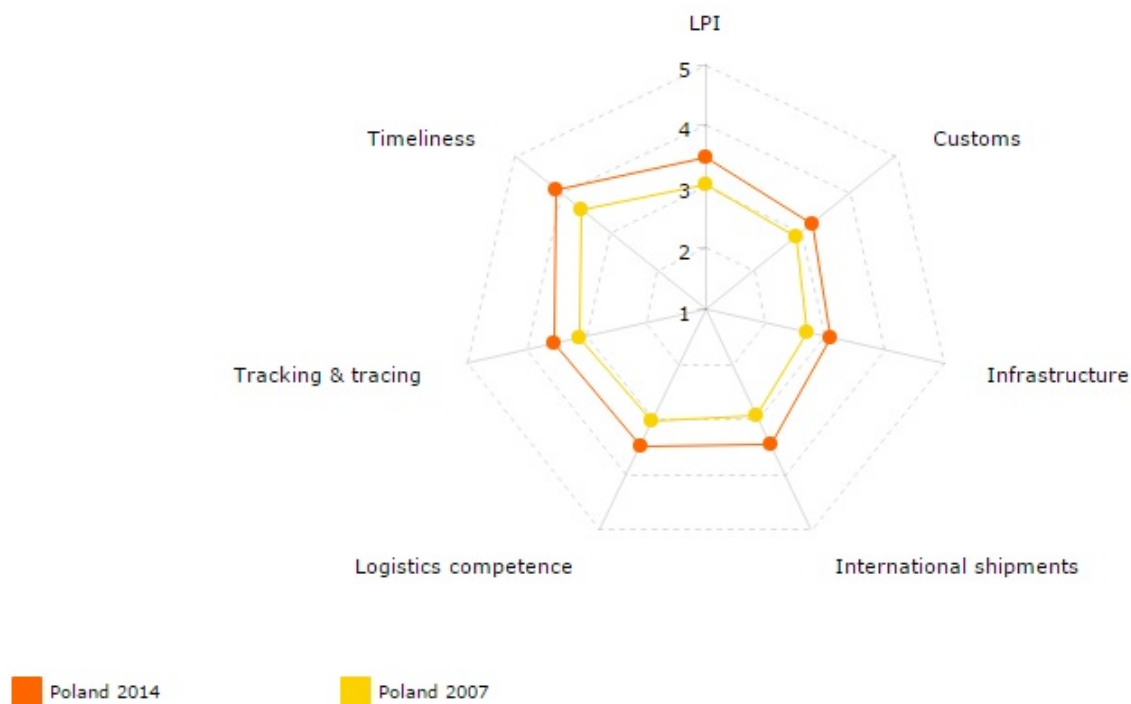 LPI
5
4
3
2
1
Timeliness
Customs
Tracking & tracing
Infrastructure
Logistics competence
International shipments
Poland 2014
Poland 2007